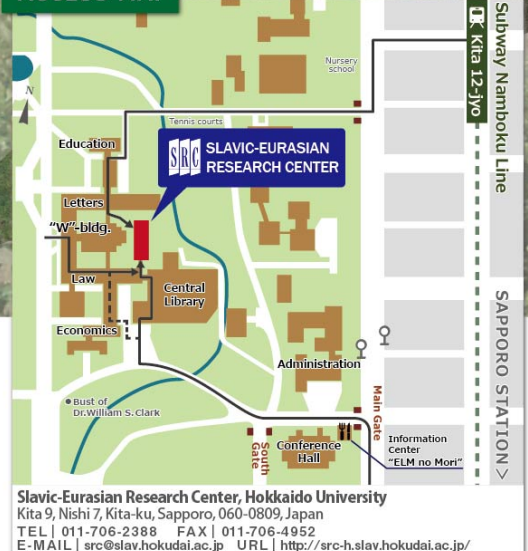 Subway Namboku Line
Kita 12-jyo
Nursery
school
Tennis courts
N
Education
SRC
SLAVIC-EURASIAN
RESEARCH CENTER
Letters
"W"-bldg.
Law
Central
Library
Economics
SAPPORO STATION >
Administration
Bust of
Dr.William S. Clark
Main Gate
South
Gate
Conference
Hall
Information
Center
"ELM no Mori"
Slavic-Eurasian Research Center, Hokkaido University
Kita 9, Nishi 7, Kita-ku, Sapporo, 060-0809, Japan
TEL | 011-706-2388 FAX | 011-706-4952
E-MAIL | src@slav.hokudai.ac.jp URL | http://src-h.slav.hokudai.ac.jp/